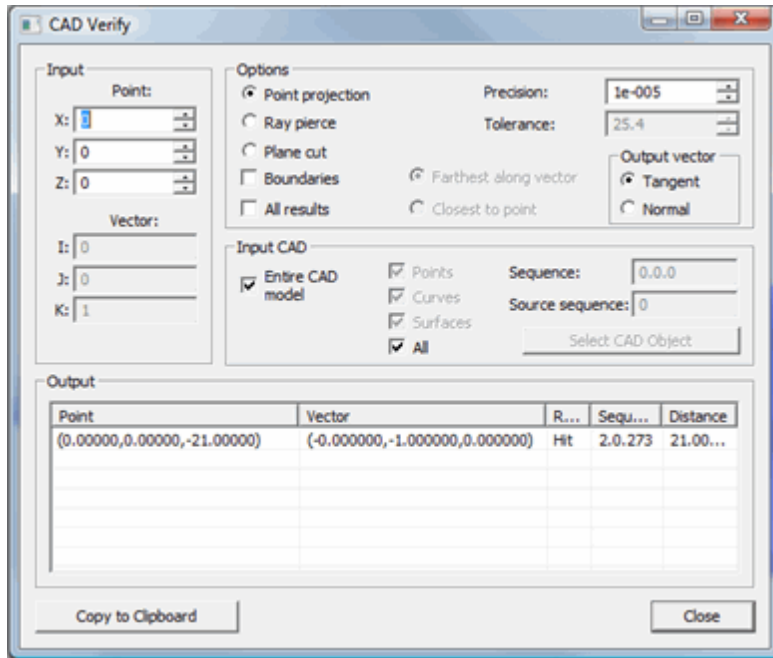 CAD Verify
Input
Point:
X: 0
Y: 0
Z: 0
Vector:
I: 0
J: 0
K: 1
Options
Point projection
Ray pierce
Plane cut
Boundaries
All results
Farthest along vector
Closest to point
Precision: 1e-005
Tolerance: 25.4
Output vector
Tangent
Normal
Input CAD
Entire CAD
model
Points
Curves
Surfaces
All
Sequence: 0.0.0
Source sequence: 0
Select CAD Object
Output
Point Vector R... Sequ... Distance
(0.00000,0.00000,-21.00000) (-0.000000,-1.000000,0.000000) Hit 2.0.273 21.00...
Copy to Clipboard Close